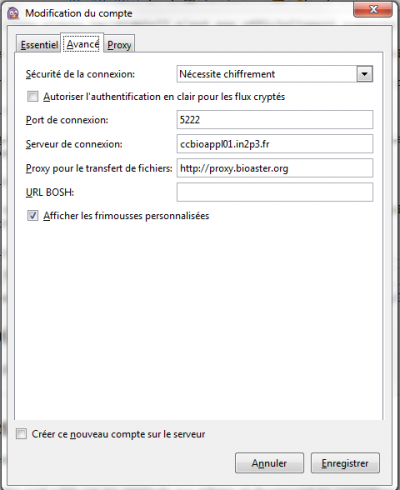 Modification du compte
Essentiel Avancé Proxy
Sécurité de la connexion: Nécessite chiffrement
Autoriser l'authentification en clair pour les flux cryptés
Port de connexion: 5222
Serveur de connexion: ccbioappl01.in2p3.fr
Proxy pour le transfert de fichiers: http://proxy.bioaster.org
URL BOSH:
Afficher les frimousses personnalisées
Créer ce nouveau compte sur le serveur
Annuler Enregistrer